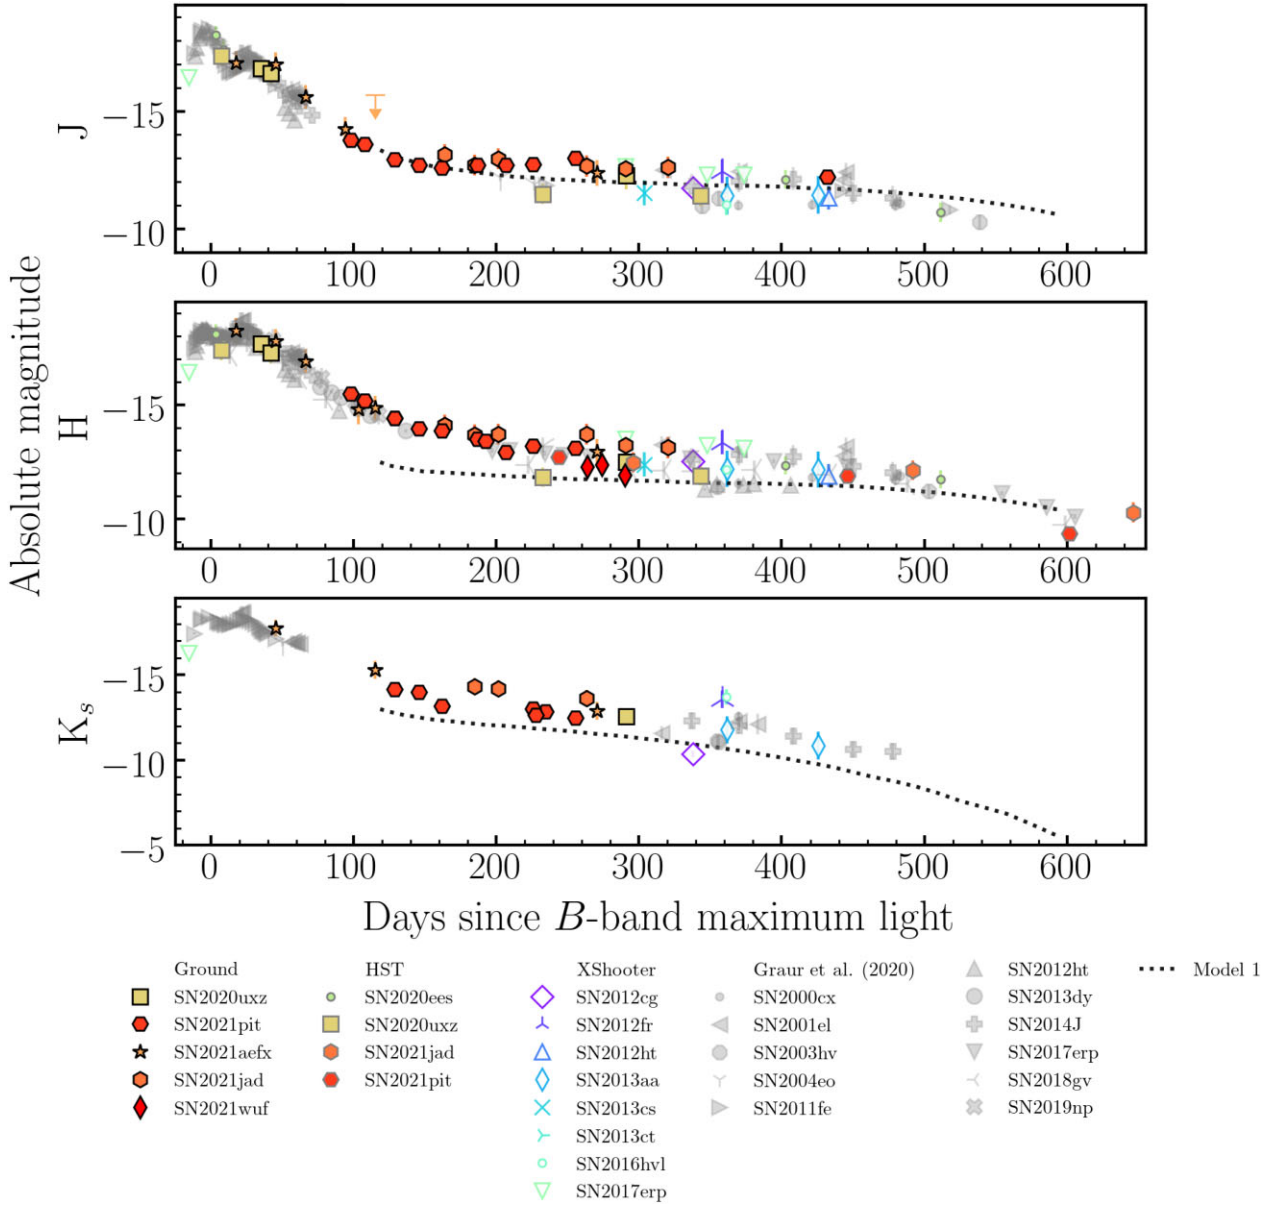 J
−15
−10
0 100 200 300 400 500 600
Absolute magnitude
H
−15
−10
0 100 200 300 400 500 600
K_s
−15
−10
−5
0 100 200 300 400 500 600
Days since B-band maximum light
Ground
SN2020uxz
SN2021pit
SN2021aefx
SN2021jad
SN2021wuf
HST
SN2020ees
SN2020uxz
SN2021jad
SN2021pit
XShooter
SN2012cg
SN2012fr
SN2012ht
SN2013aa
SN2013cs
SN2013ct
SN2016hvl
SN2017erp
Graur et al. (2020)
SN2000cx
SN2001el
SN2003hv
SN2004eo
SN2011fe
SN2012ht
SN2013dy
SN2014J
SN2017erp
SN2018gv
SN2019np
Model 1